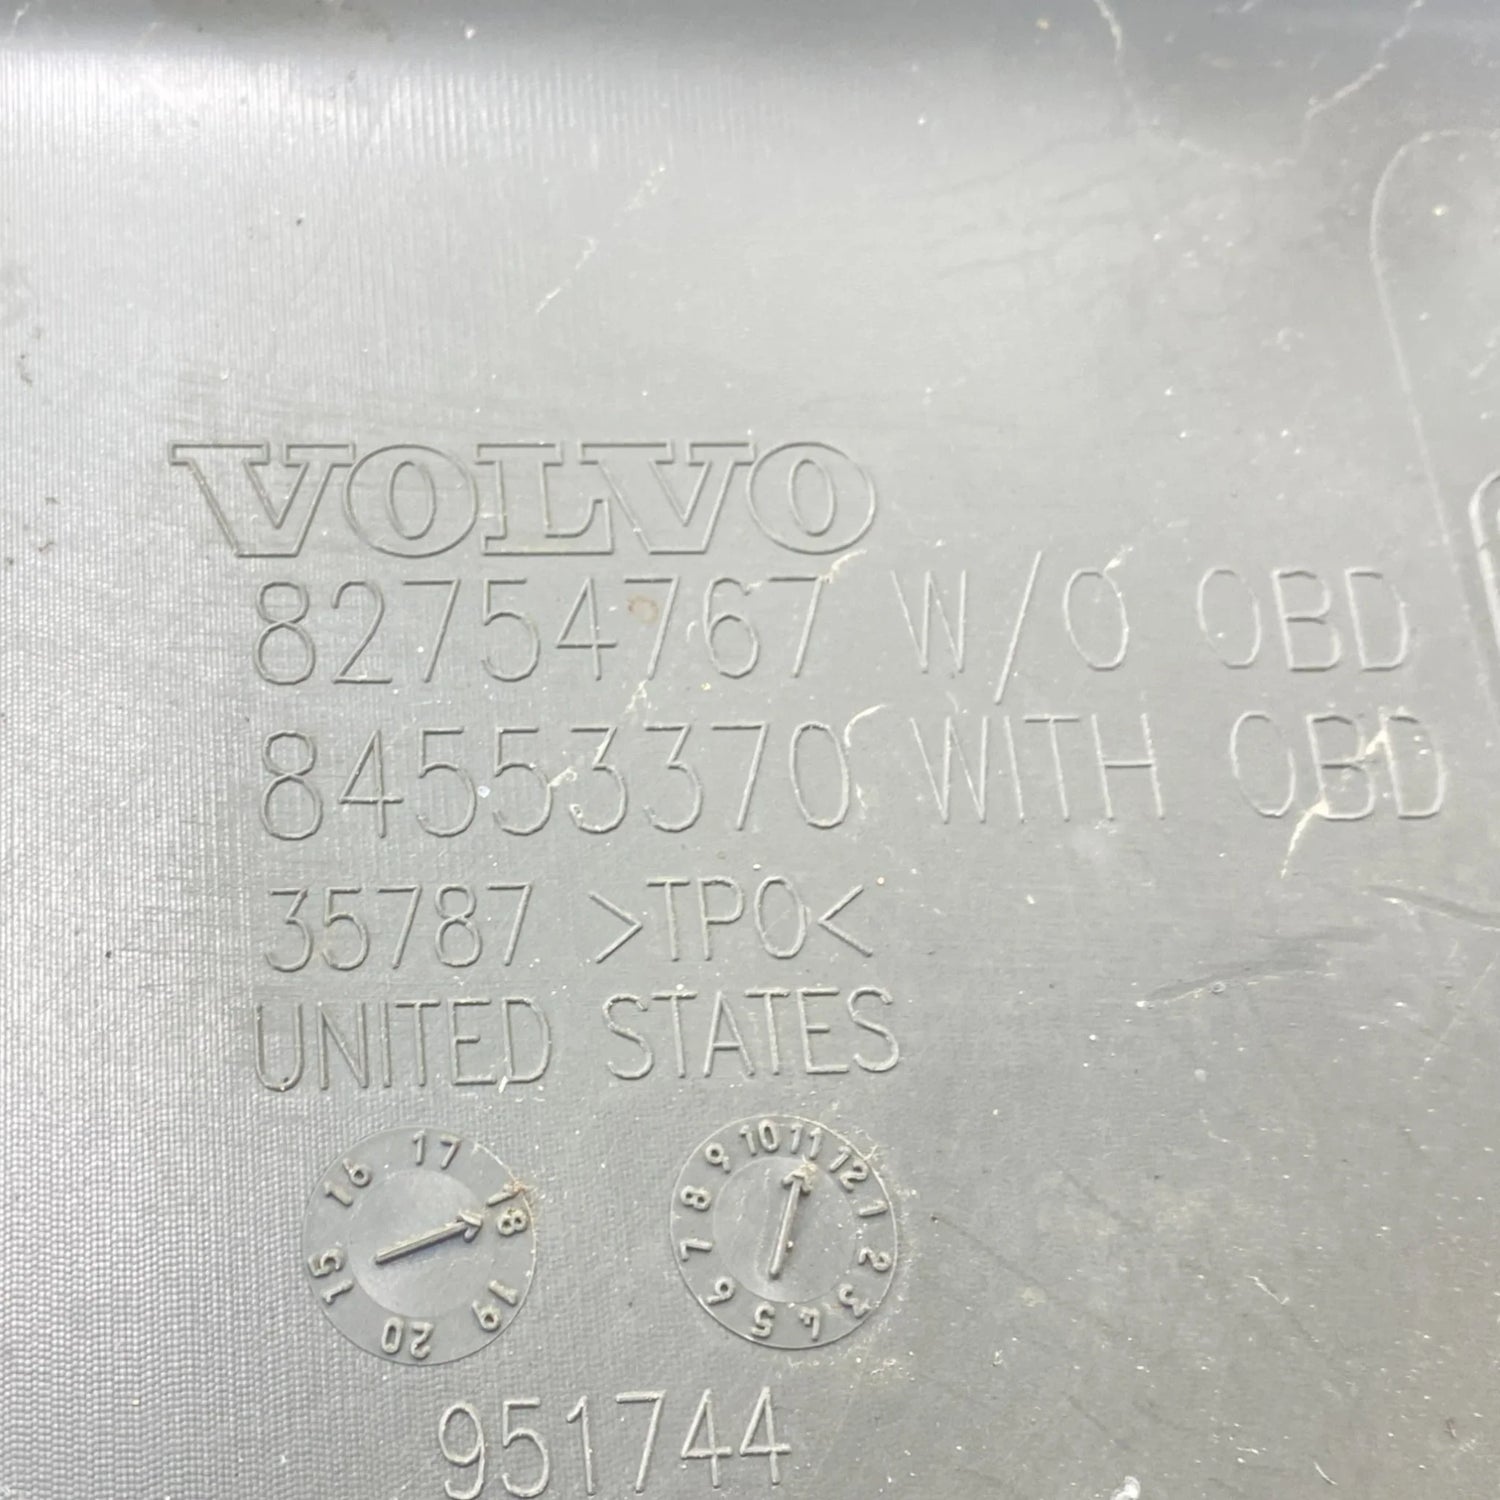 VOLVO
82754767 W/O OBD
84553370 WITH OBD
35787 >TPO<
UNITED STATES
15 16 17 18 19 20
1 2 3 4 5 6 7 8 9 10 11 12
951744